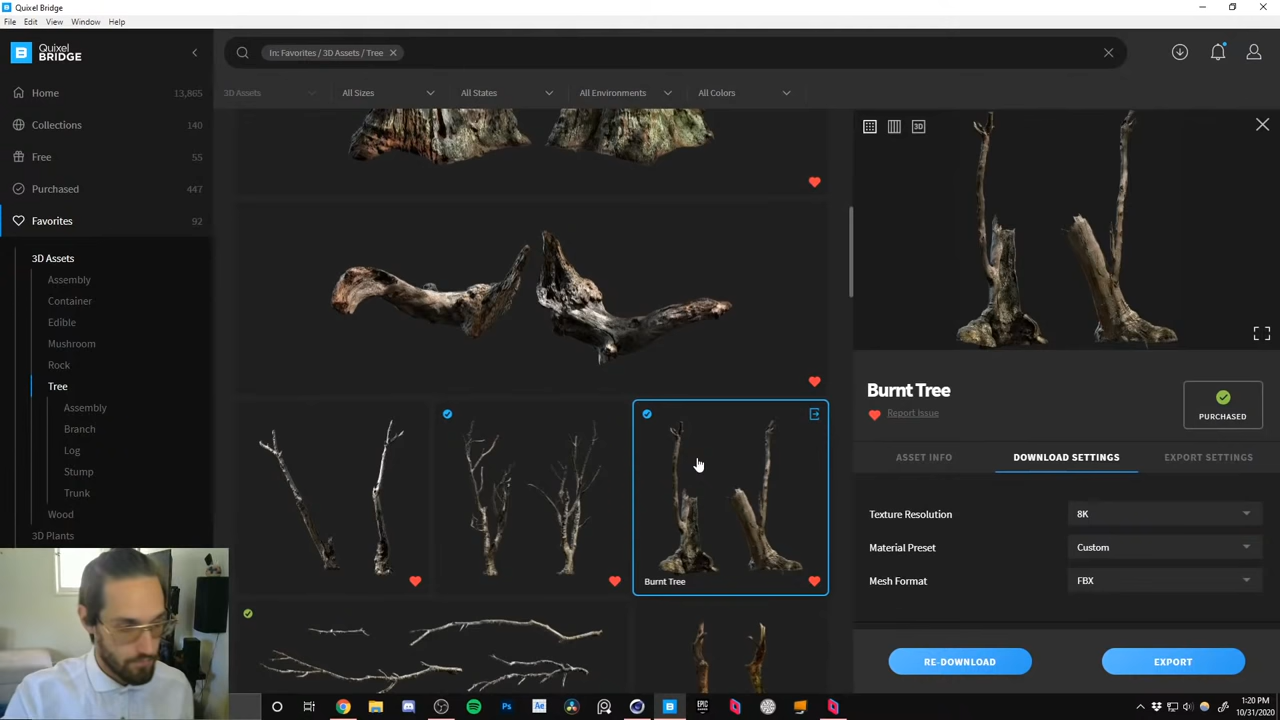 Quixel Bridge
File Edit View Window Help
Quixel
BRIDGE
In: Favorites / 3D Assets / Tree
Home 13,865
3D Assets All Sizes All States All Environments All Colors
Collections 140
Free 55
Purchased 447
Favorites 92
3D Assets
Assembly
Container
Edible
Mushroom
Rock
Tree
Assembly
Branch
Log
Stump
Trunk
Wood
3D Plants
Burnt Tree
3D
Burnt Tree
Report Issue
PURCHASED
ASSET INFO DOWNLOAD SETTINGS EXPORT SETTINGS
Texture Resolution 8K
Material Preset Custom
Mesh Format FBX
RE-DOWNLOAD EXPORT
Ps Ae EPIC
1:20 PM
10/31/2020